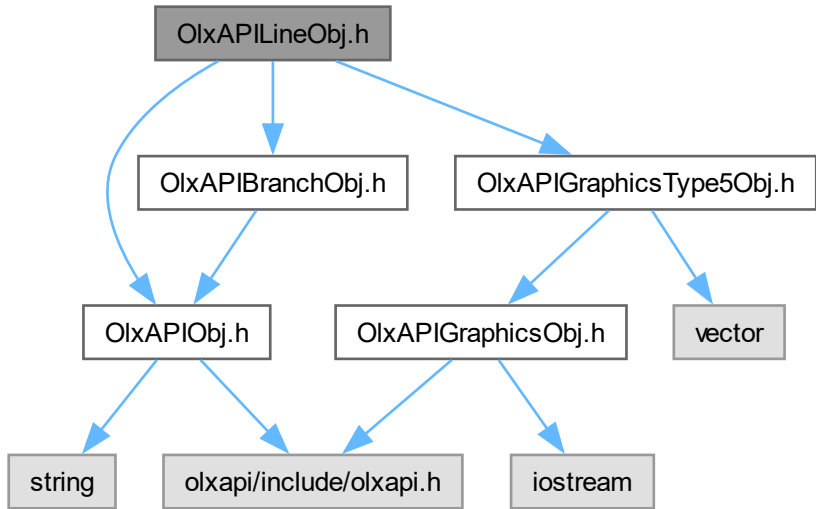 OlxAPILineObj.h
OlxAPIBranchObj.h
OlxAPIGraphicsType5Obj.h
OlxAPIObj.h
OlxAPIGraphicsObj.h
vector
string
olxapi/include/olxapi.h
iostream